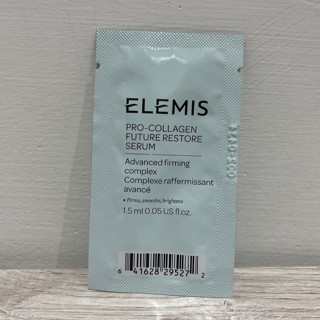 ELEMIS
PRO-COLLAGEN
FUTURE RESTORE
SERUM
Advanced firming
complex
Complexe raffermissant
avancé
• Firms, smooths, brightens
1.5 ml 0.05 US fl.oz.
6 41628 29527 2